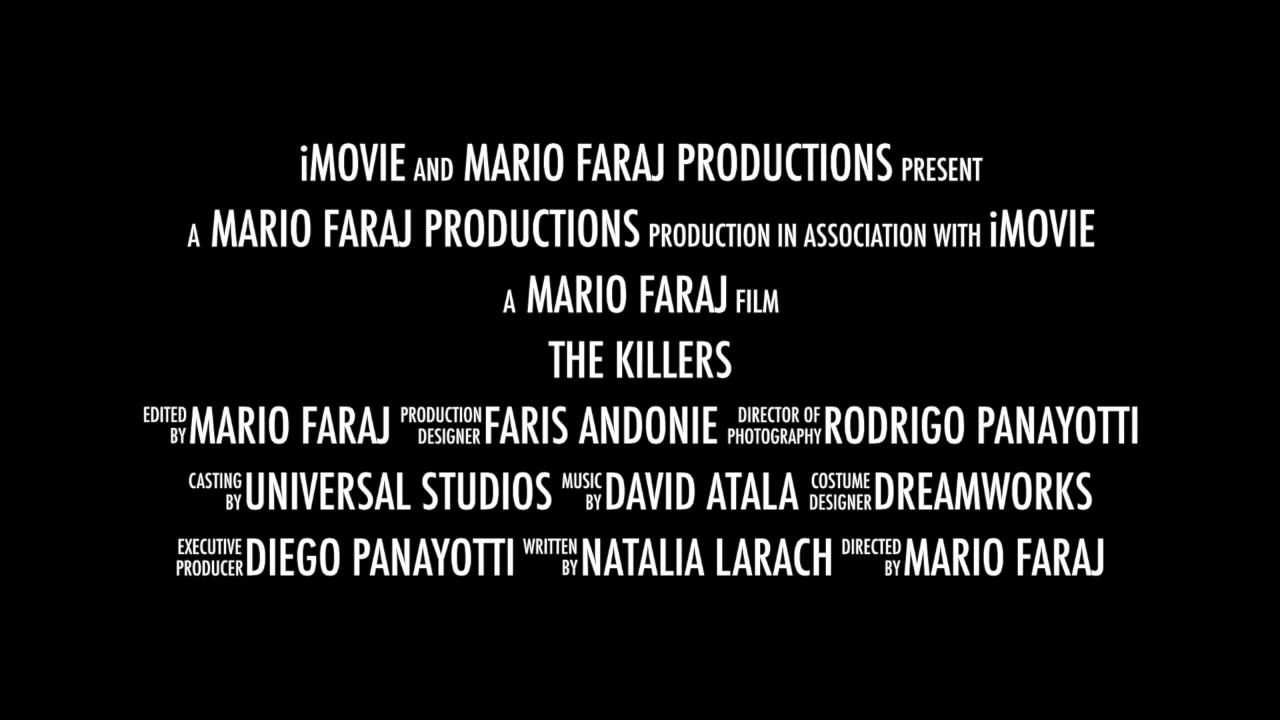 iMOVIE AND MARIO FARAJ PRODUCTIONS PRESENT
A MARIO FARAJ PRODUCTIONS PRODUCTION IN ASSOCIATION WITH iMOVIE
A MARIO FARAJ FILM
THE KILLERS
EDITED BY MARIO FARAJ PRODUCTION DESIGNER FARIS ANDONIE DIRECTOR OF PHOTOGRAPHY RODRIGO PANAYOTTI
CASTING BY UNIVERSAL STUDIOS MUSIC BY DAVID ATALA COSTUME DESIGNER DREAMWORKS
EXECUTIVE PRODUCER DIEGO PANAYOTTI WRITTEN BY NATALIA LARACH DIRECTED BY MARIO FARAJ